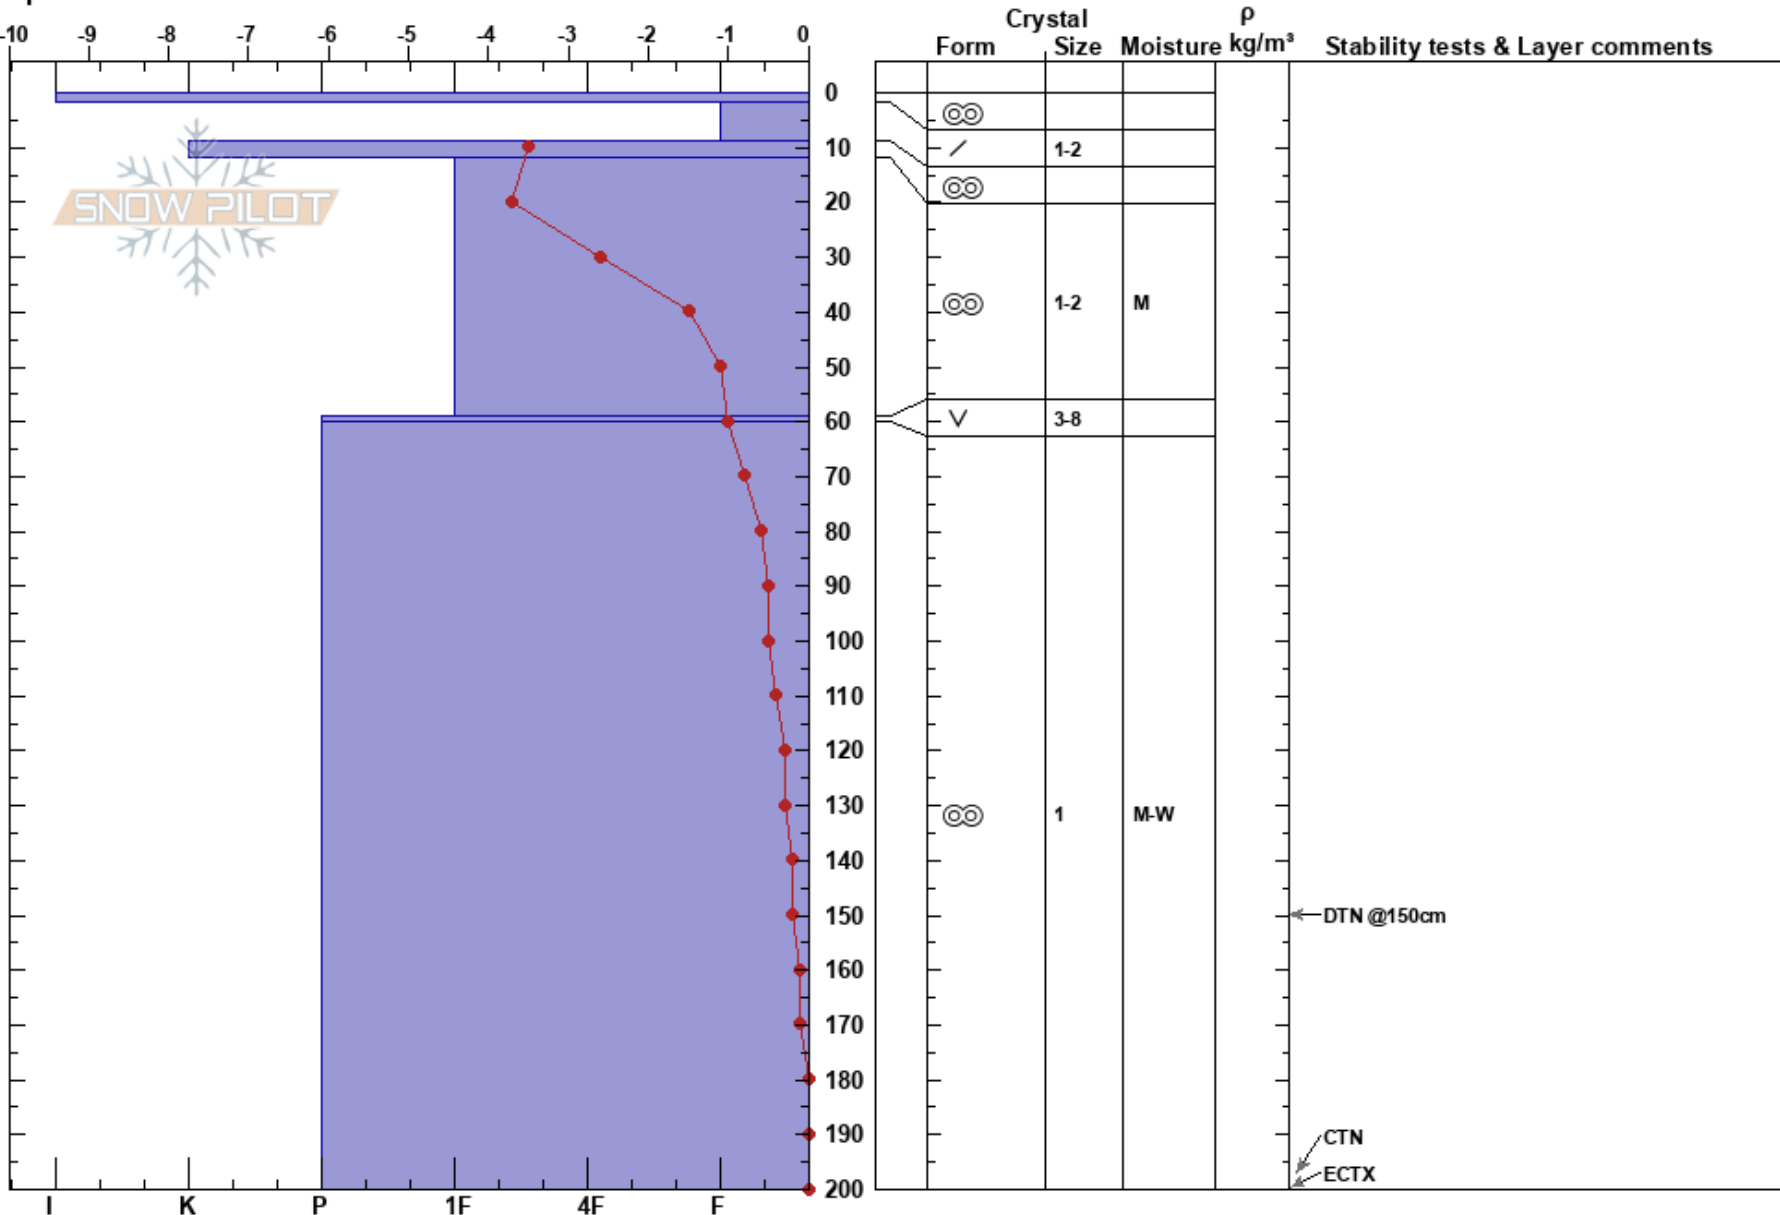 Crystal ρ
-10 -9 -8 -7 -6 -5 -4 -3 -2 -1 0 Form Size Moisture kg/m³ Stability tests & Layer comments
0
10 1-2
SNOW PILOT
20
30
40 1-2 M
50
60 3-8
70
80
90
100
110
120
130 1 M-W
140
150 DTN @150cm
160
170
180
190 CTN
200 ECTX
I K P 1F 4F F